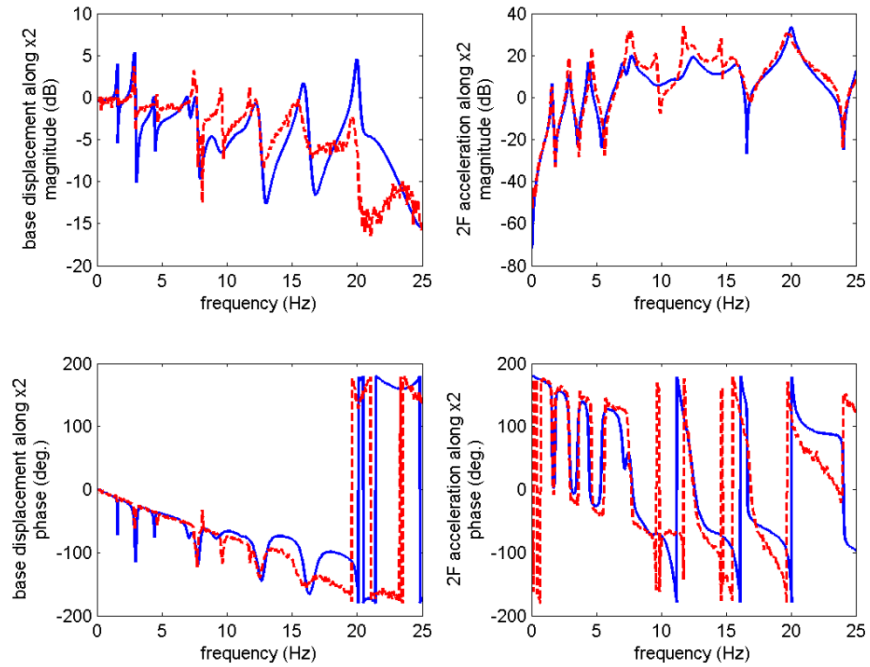 base displacement along x2
magnitude (dB)
10
5
0
-5
-10
-15
-20
0 5 10 15 20 25
frequency (Hz)
2F acceleration along x2
magnitude (dB)
40
20
0
-20
-40
-60
-80
0 5 10 15 20 25
frequency (Hz)
base displacement along x2
phase (deg.)
200
100
0
-100
-200
0 5 10 15 20 25
frequency (Hz)
2F acceleration along x2
phase (deg.)
200
100
0
-100
-200
0 5 10 15 20 25
frequency (Hz)